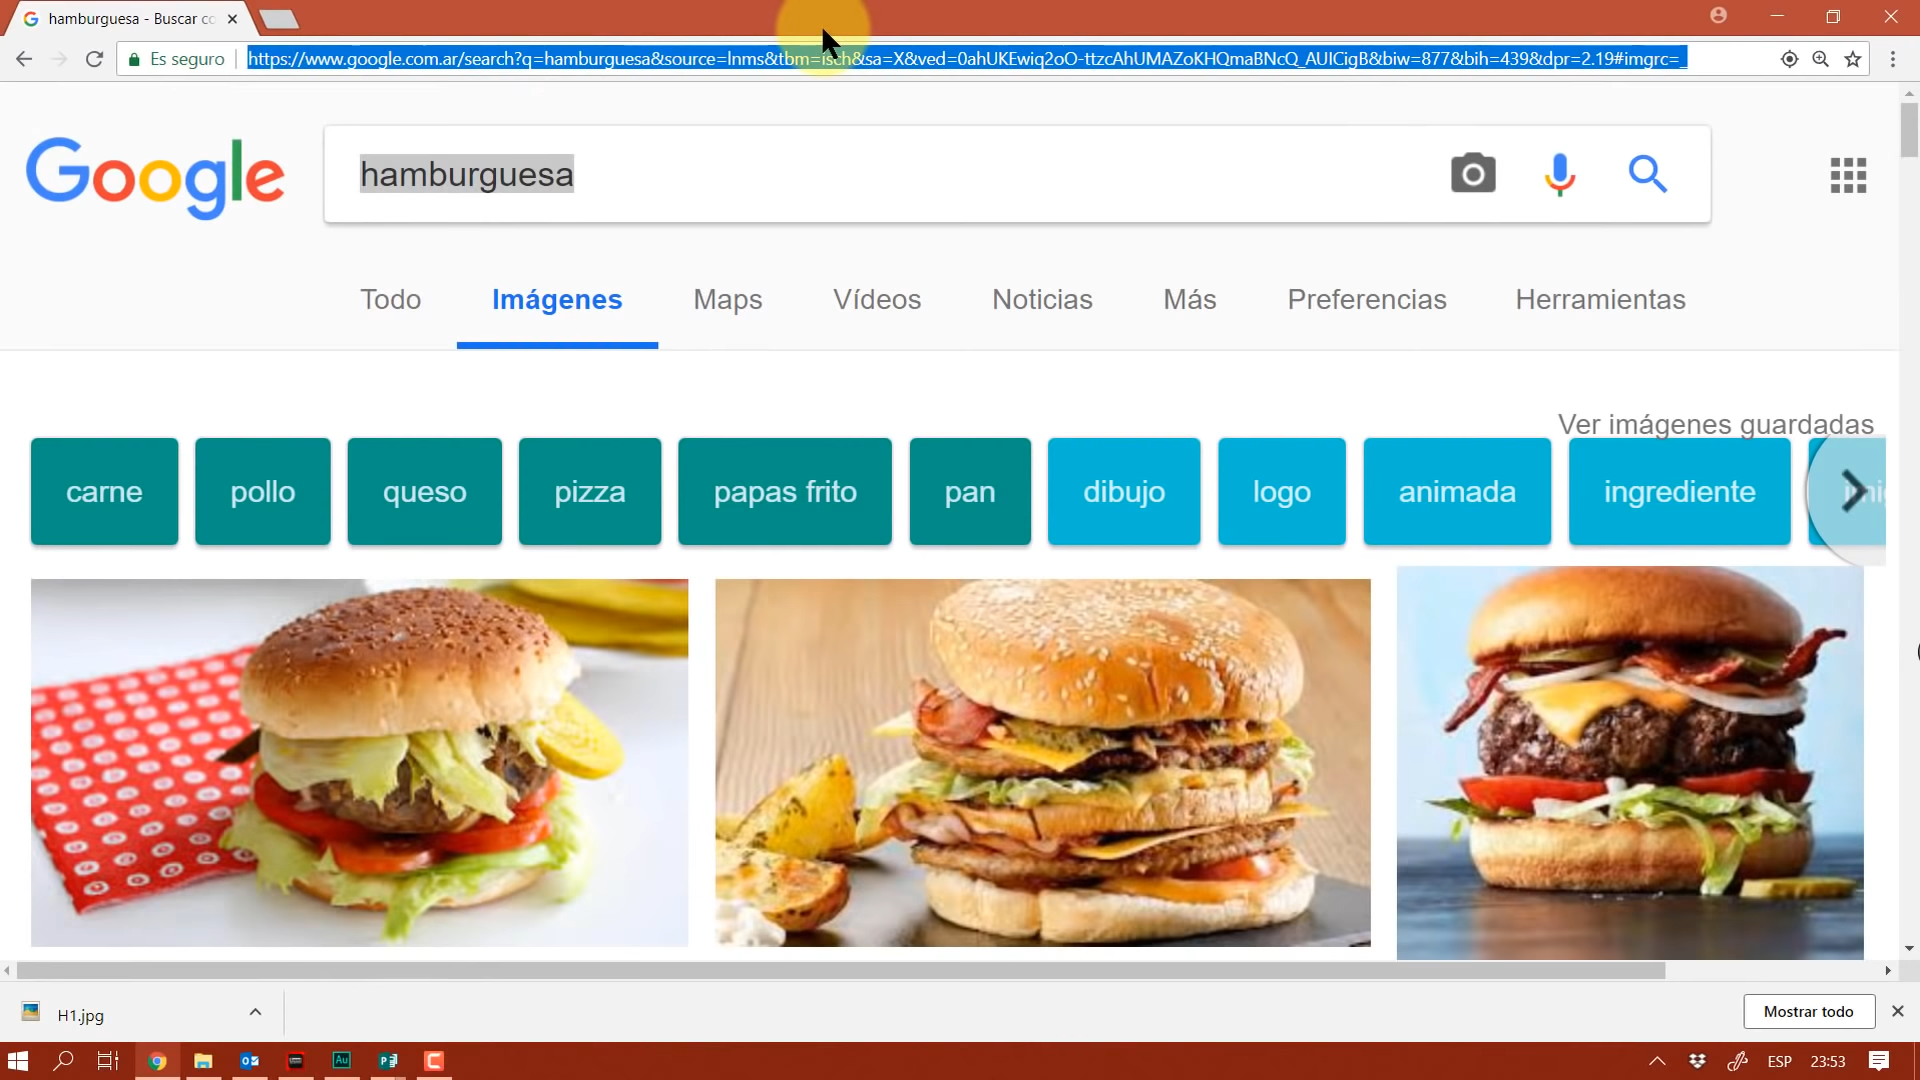 hamburguesa - Buscar co
Es seguro
https://www.google.com.ar/search?q=hamburguesa&source=lnms&tbm=isch&sa=X&ved=0ahUKEwiq2oO-ttzcAhUMAZoKHQmaBNcQ_AUICigB&biw=877&bih=439&dpr=2.19#imgrc=_
Google
hamburguesa
Todo Imágenes Maps Vídeos Noticias Más Preferencias Herramientas
Ver imágenes guardadas
carne pollo queso pizza papas frito pan dibujo logo animada ingrediente
H1.jpg
Mostrar todo
Au
ESP 23:53